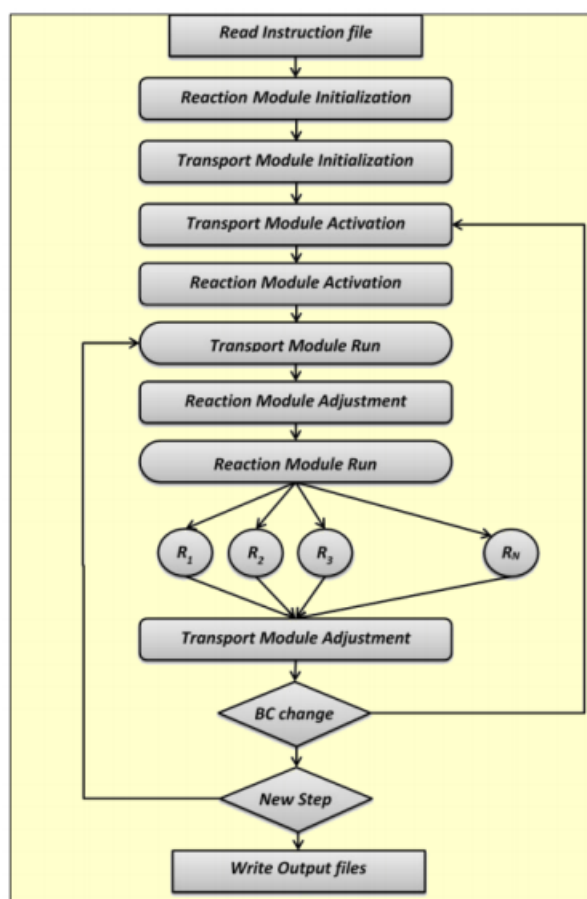 Read Instruction file
Reaction Module Initialization
Transport Module Initialization
Transport Module Activation
Reaction Module Activation
Transport Module Run
Reaction Module Adjustment
Reaction Module Run
R1 R2 R3 RN
Transport Module Adjustment
BC change
New Step
Write Output files